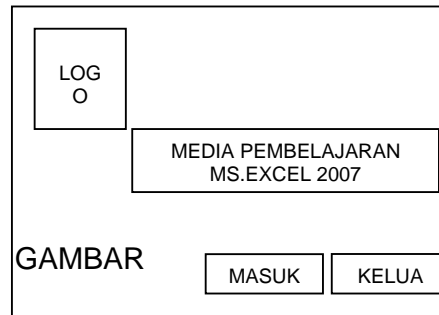 LOG
O
MEDIA PEMBELAJARAN
MS.EXCEL 2007
GAMBAR
MASUK
KELUA